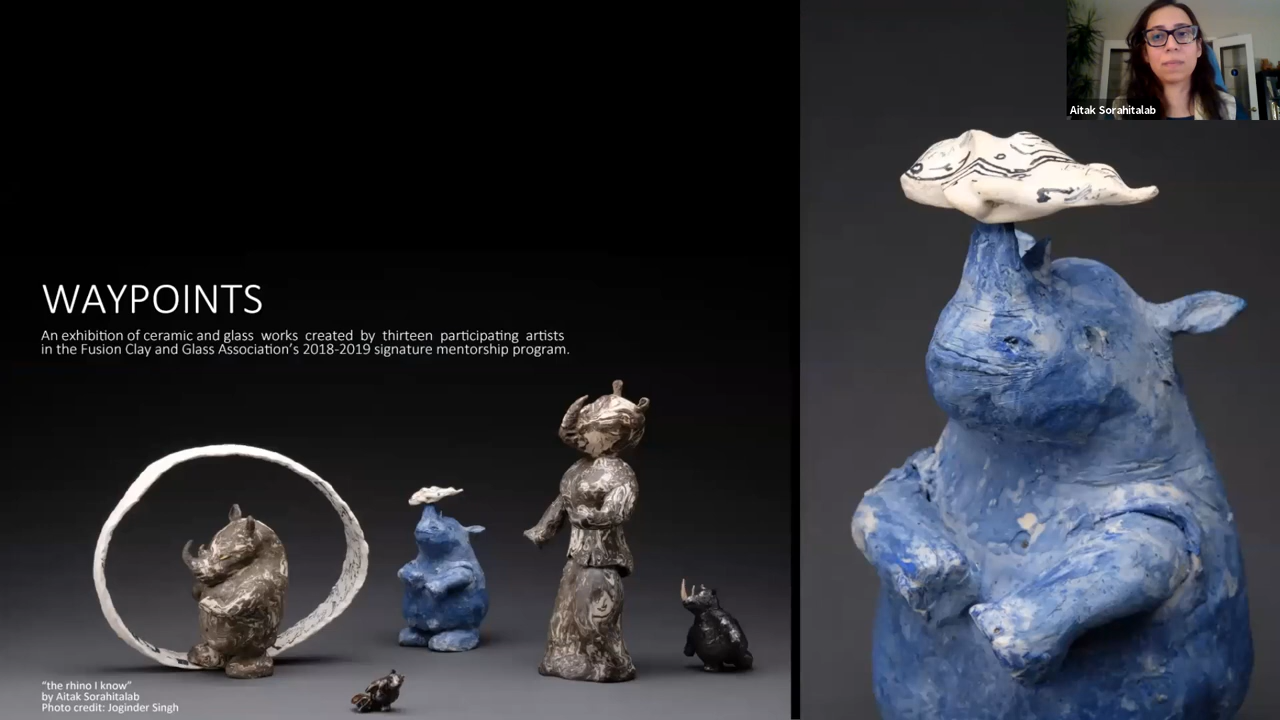 Aitak Sorahitalab
WAYPOINTS
An exhibition of ceramic and glass works created by thirteen participating artists
in the Fusion Clay and Glass Association's 2018-2019 signature mentorship program.
"the rhino I know"
by Aitak Sorahitalab
Photo credit: Joginder Singh